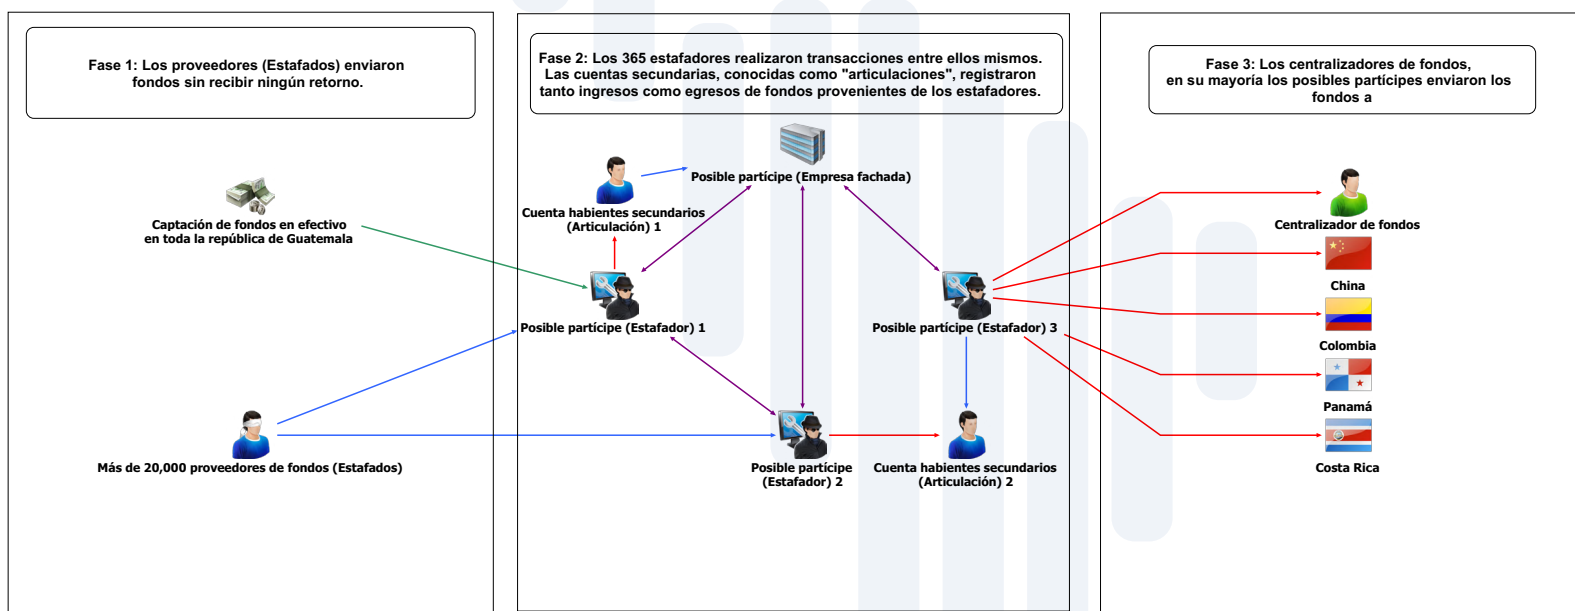 Fase 1: Los proveedores (Estafados) enviaron
fondos sin recibir ningún retorno.
Captación de fondos en efectivo
en toda la república de Guatemala
Más de 20,000 proveedores de fondos (Estafados)
Fase 2: Los 365 estafadores realizaron transacciones entre ellos mismos.
Las cuentas secundarias, conocidas como "articulaciones", registraron
tanto ingresos como egresos de fondos provenientes de los estafadores.
Posible partícipe (Empresa fachada)
Cuenta habientes secundarios
(Articulación) 1
Posible partícipe (Estafador) 1
Posible partícipe (Estafador) 3
Posible partícipe
(Estafador) 2
Cuenta habientes secundarios
(Articulación) 2
Fase 3: Los centralizadores de fondos,
en su mayoría los posibles partícipes enviaron los
fondos a
Centralizador de fondos
China
Colombia
Panamá
Costa Rica